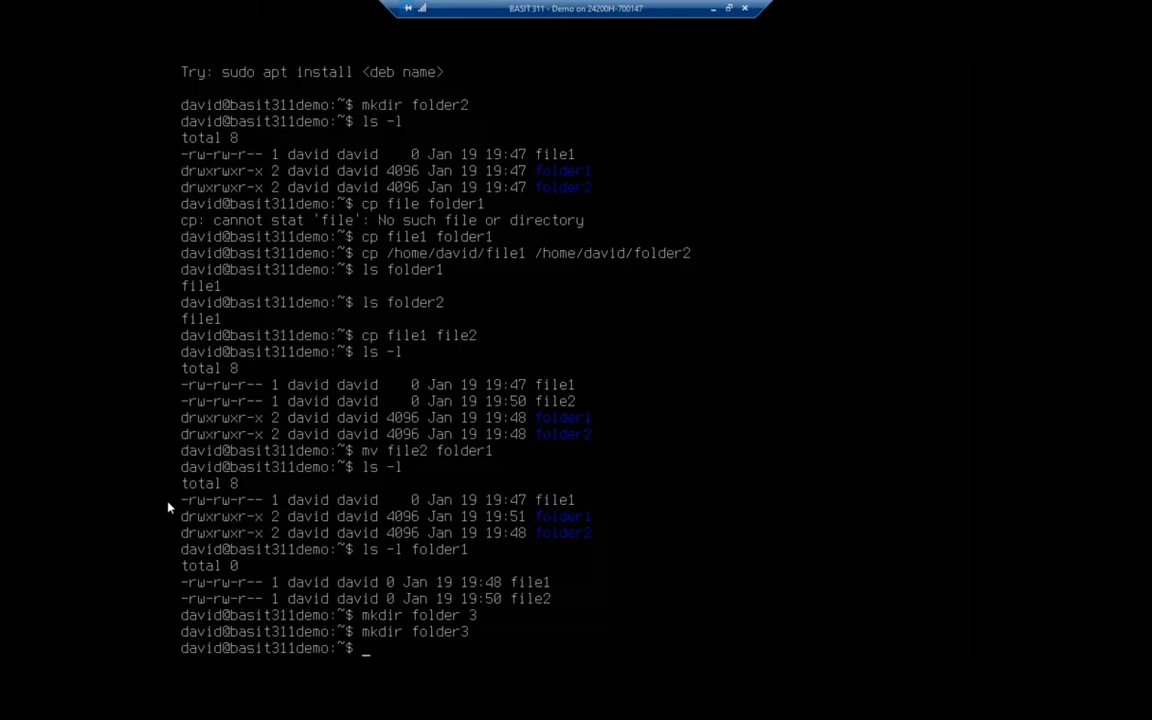 BASIT 311 - Demo on 24200H-700147
Try: sudo apt install <deb name>
david@basit311demo:~$ mkdir folder2
david@basit311demo:~$ ls -l
total 8
-rw-rw-r-- 1 david david    0 Jan 19 19:47 file1
drwxrwxr-x 2 david david 4096 Jan 19 19:47 folder1
drwxrwxr-x 2 david david 4096 Jan 19 19:47 folder2
david@basit311demo:~$ cp file folder1
cp: cannot stat 'file': No such file or directory
david@basit311demo:~$ cp file1 folder1
david@basit311demo:~$ cp /home/david/file1 /home/david/folder2
david@basit311demo:~$ ls folder1
file1
david@basit311demo:~$ ls folder2
file1
david@basit311demo:~$ cp file1 file2
david@basit311demo:~$ ls -l
total 8
-rw-rw-r-- 1 david david    0 Jan 19 19:47 file1
-rw-rw-r-- 1 david david    0 Jan 19 19:50 file2
drwxrwxr-x 2 david david 4096 Jan 19 19:48 folder1
drwxrwxr-x 2 david david 4096 Jan 19 19:48 folder2
david@basit311demo:~$ mv file2 folder1
david@basit311demo:~$ ls -l
total 8
-rw-rw-r-- 1 david david    0 Jan 19 19:47 file1
drwxrwxr-x 2 david david 4096 Jan 19 19:51 folder1
drwxrwxr-x 2 david david 4096 Jan 19 19:48 folder2
david@basit311demo:~$ ls -l folder1
total 0
-rw-rw-r-- 1 david david 0 Jan 19 19:48 file1
-rw-rw-r-- 1 david david 0 Jan 19 19:50 file2
david@basit311demo:~$ mkdir folder 3
david@basit311demo:~$ mkdir folder3
david@basit311demo:~$ _